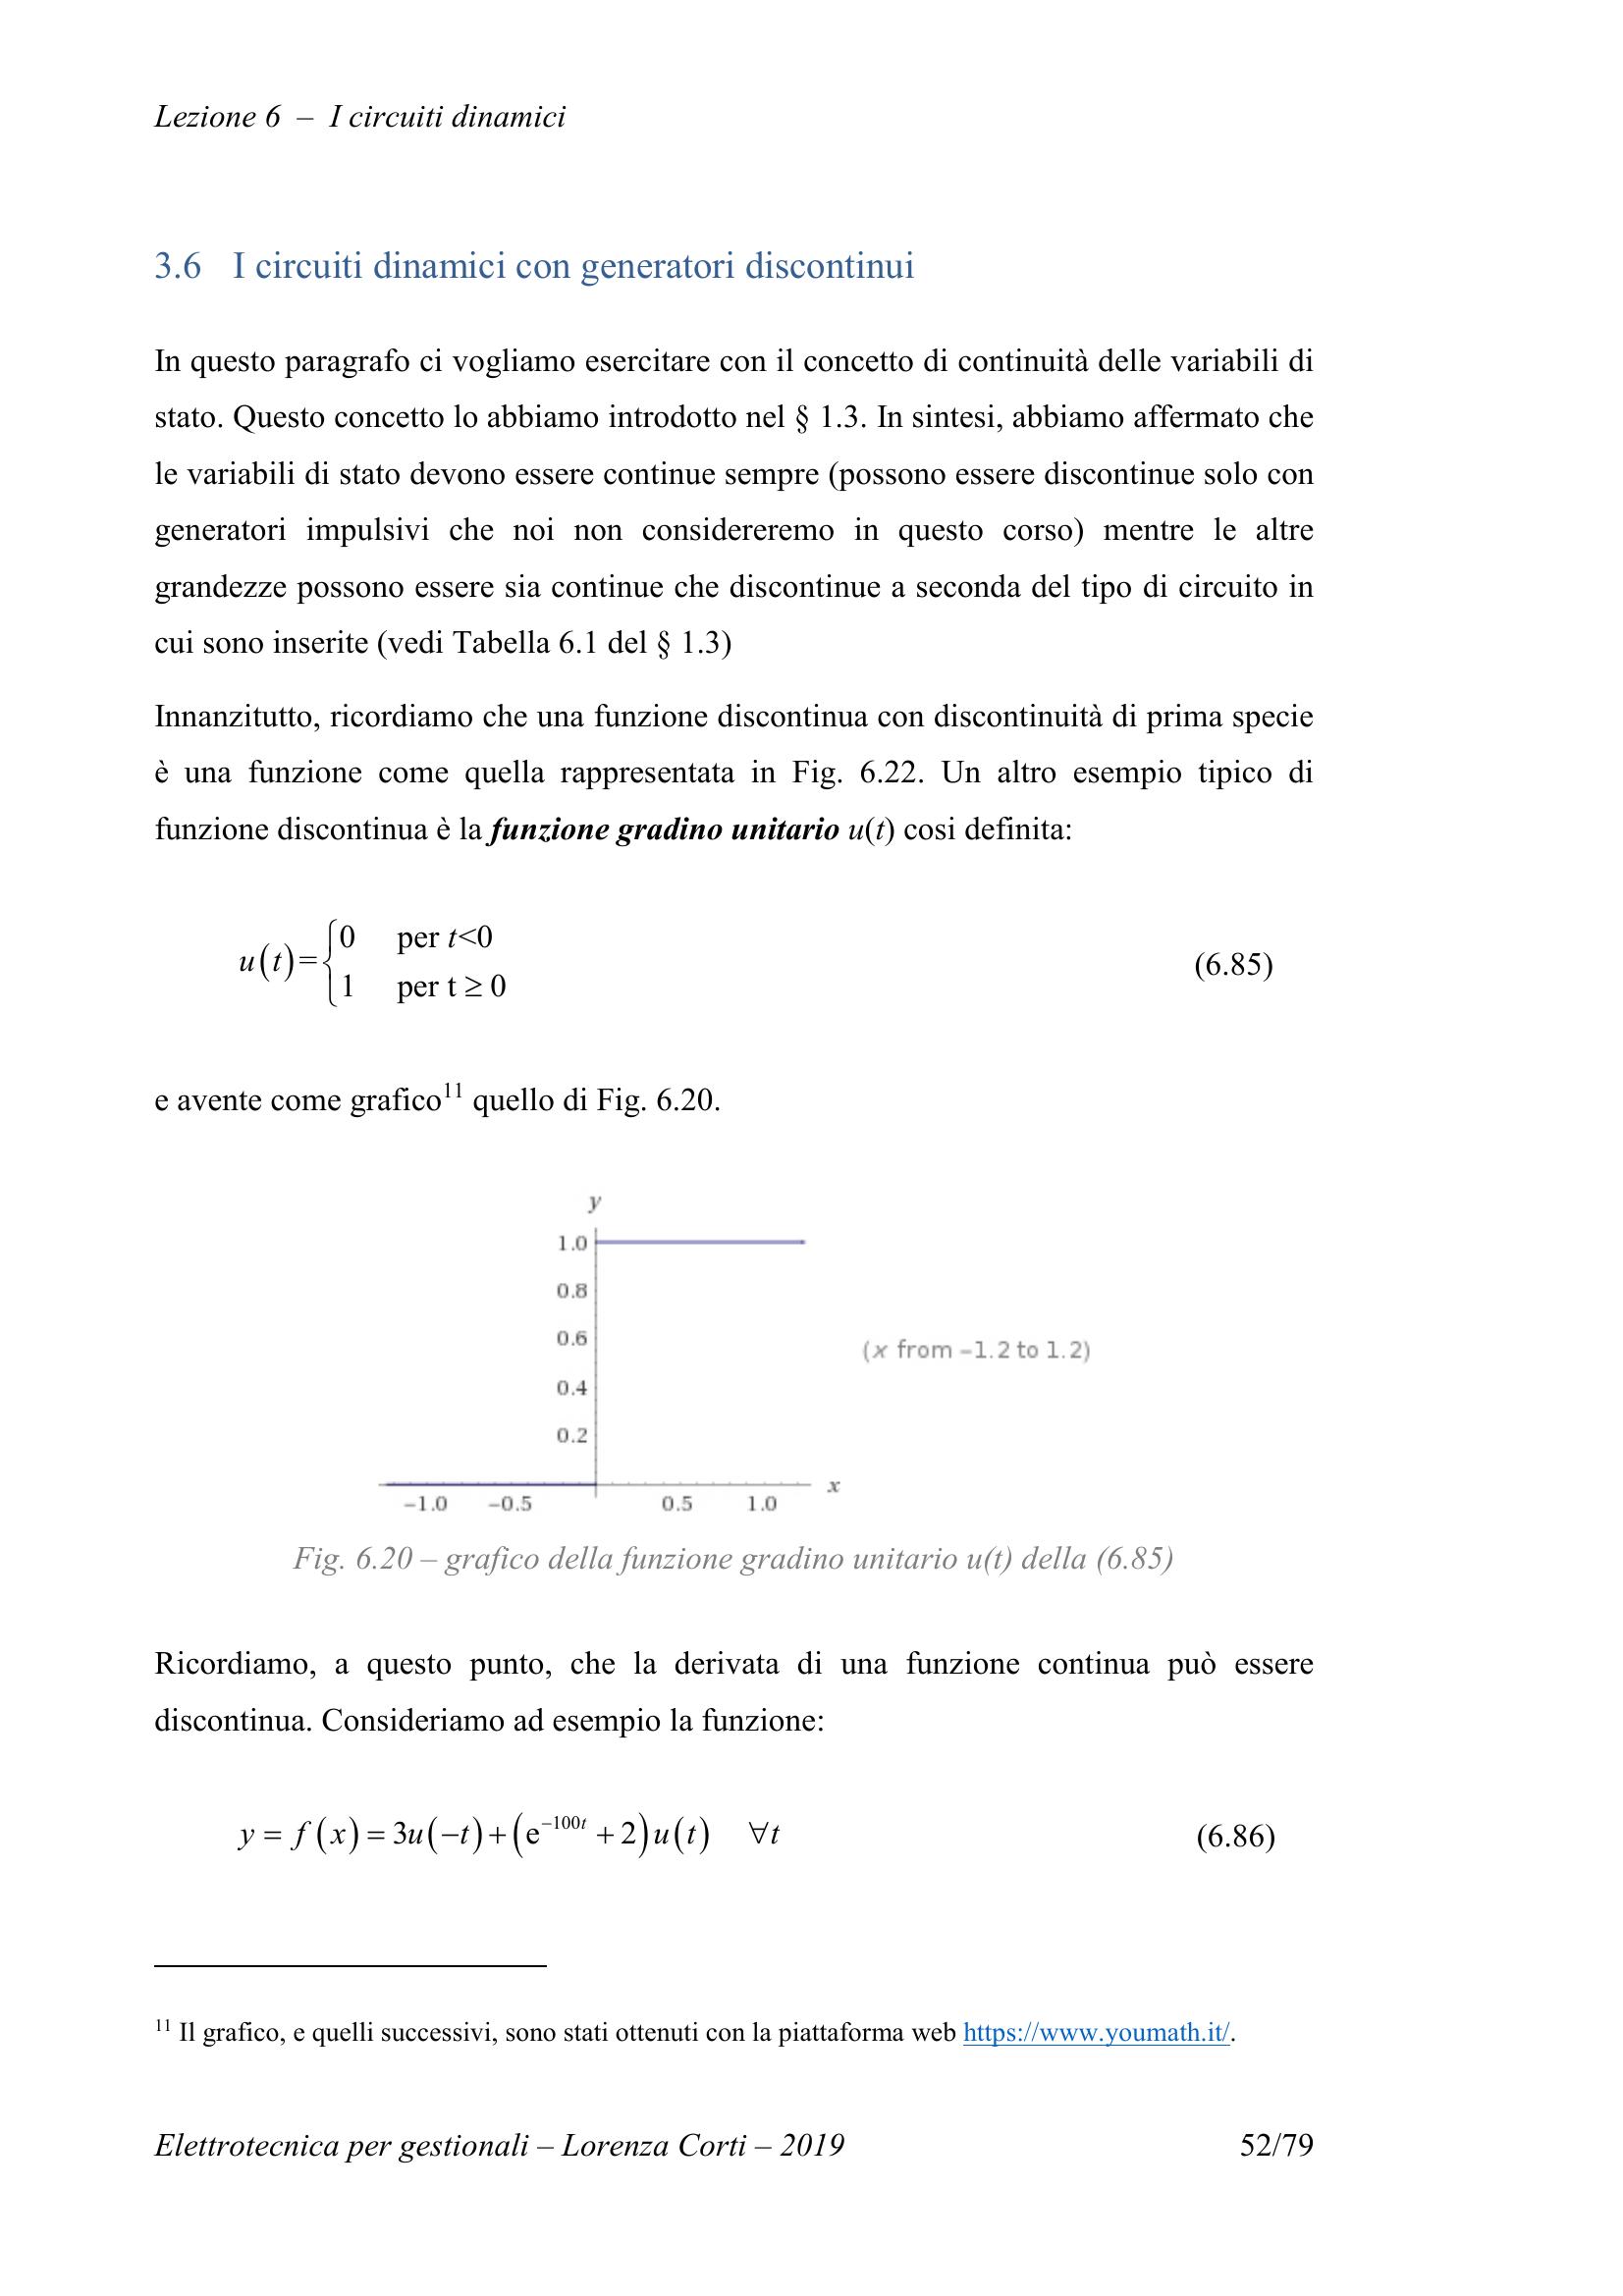 Lezione 6 – I circuiti dinamici
3.6 I circuiti dinamici con generatori discontinui
In questo paragrafo ci vogliamo esercitare con il concetto di continuità delle variabili di
stato. Questo concetto lo abbiamo introdotto nel § 1.3. In sintesi, abbiamo affermato che
le variabili di stato devono essere continue sempre (possono essere discontinue solo con
generatori impulsivi che noi non considereremo in questo corso) mentre le altre
grandezze possono essere sia continue che discontinue a seconda del tipo di circuito in
cui sono inserite (vedi Tabella 6.1 del § 1.3)
Innanzitutto, ricordiamo che una funzione discontinua con discontinuità di prima specie
è una funzione come quella rappresentata in Fig. 6.22. Un altro esempio tipico di
funzione discontinua è la funzione gradino unitario u(t) cosi definita:
u(t)={0 per t<0
1 per t ≥ 0
(6.85)
e avente come grafico¹¹ quello di Fig. 6.20.
y
1.0
0.8
0.6
(x from −1.2 to 1.2)
0.4
0.2
x
−1.0 −0.5 0.5 1.0
Fig. 6.20 – grafico della funzione gradino unitario u(t) della (6.85)
Ricordiamo, a questo punto, che la derivata di una funzione continua può essere
discontinua. Consideriamo ad esempio la funzione:
y = f(x) = 3u(−t)+(e⁻¹⁰⁰ᵗ + 2)u(t) ∀t (6.86)
¹¹ Il grafico, e quelli successivi, sono stati ottenuti con la piattaforma web https://www.youmath.it/.
Elettrotecnica per gestionali – Lorenza Corti – 2019 52/79